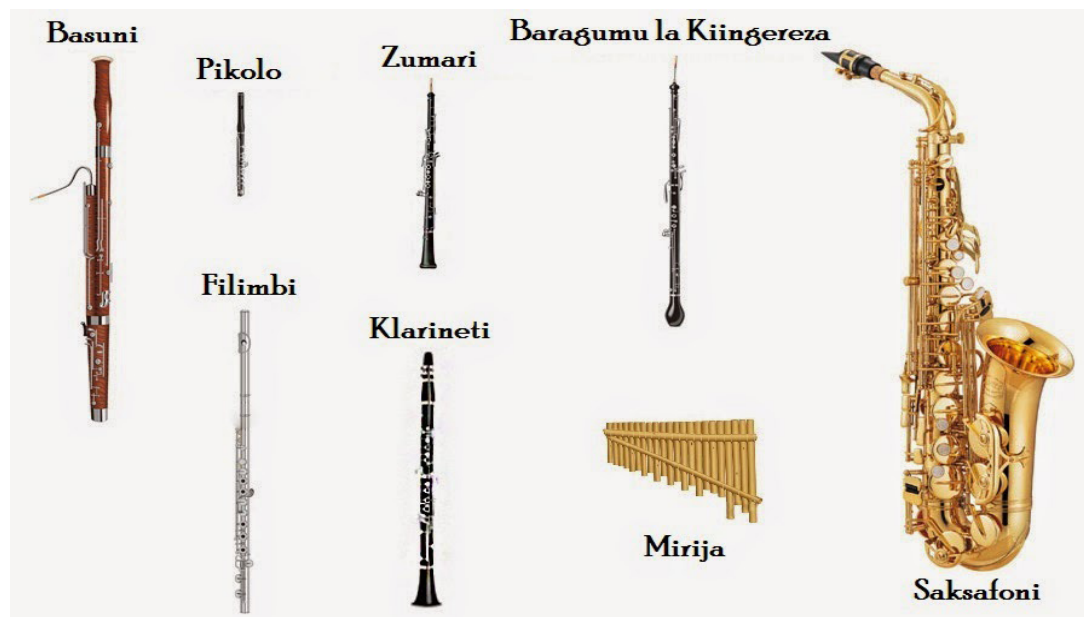 Basuni
Pikolo
Zumari
Baragumu la Kiingereza
Filimbi
Klarineti
Mirija
Saksafoni